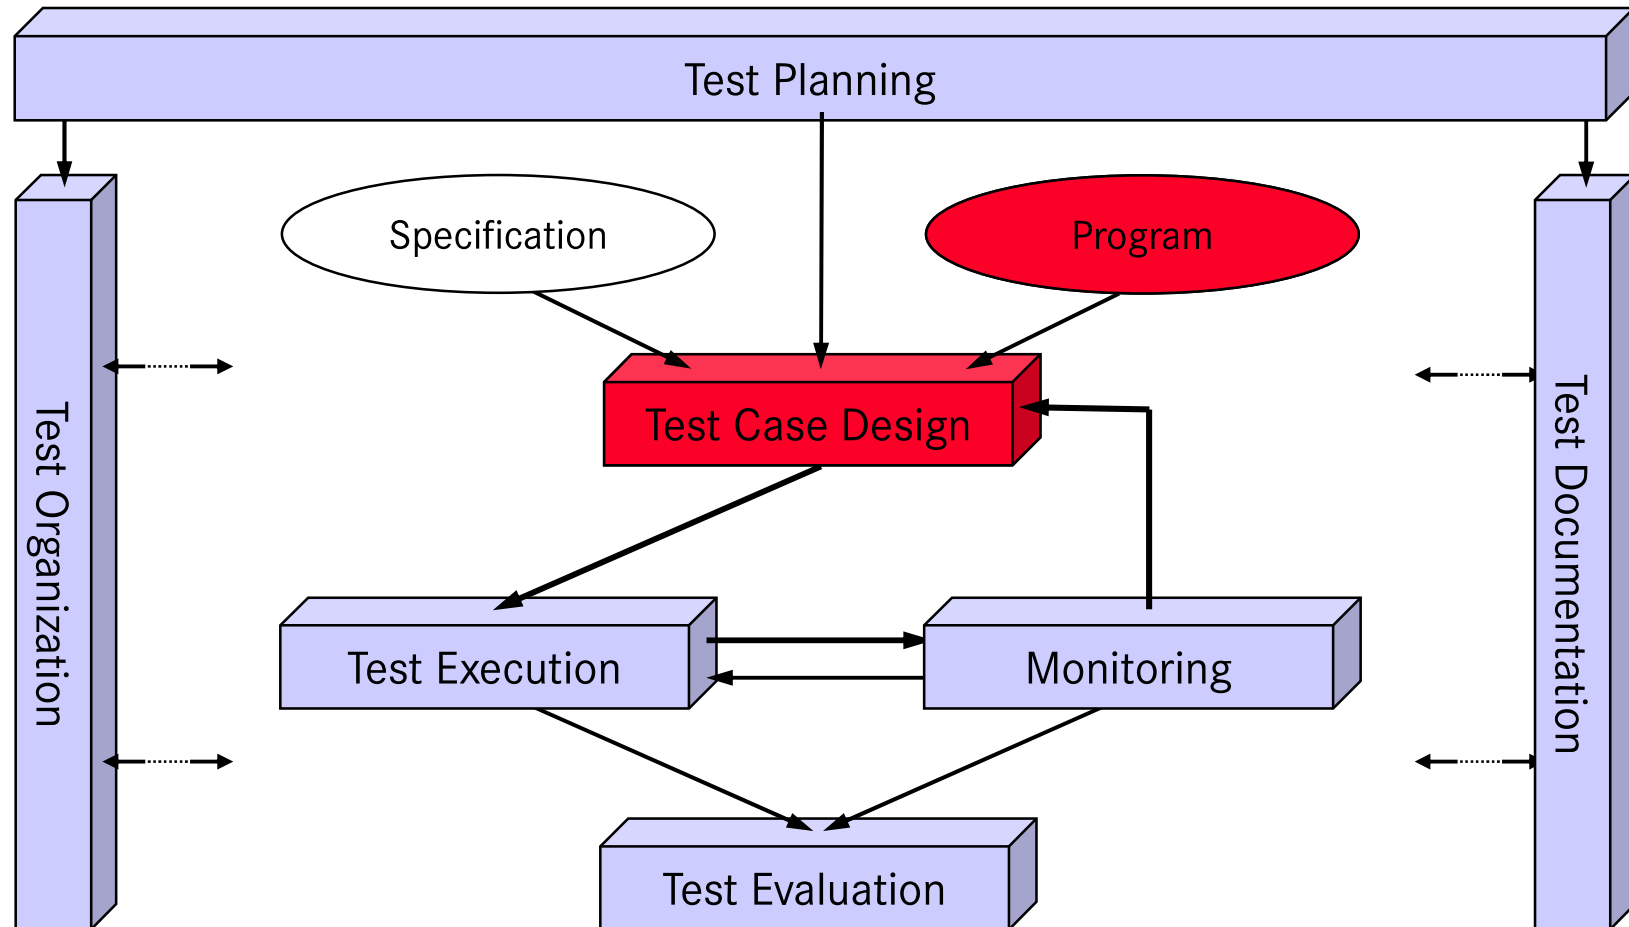 Test Planning
Specification
Program
Test Case Design
Test Organization
Test Documentation
Test Execution
Monitoring
Test Evaluation